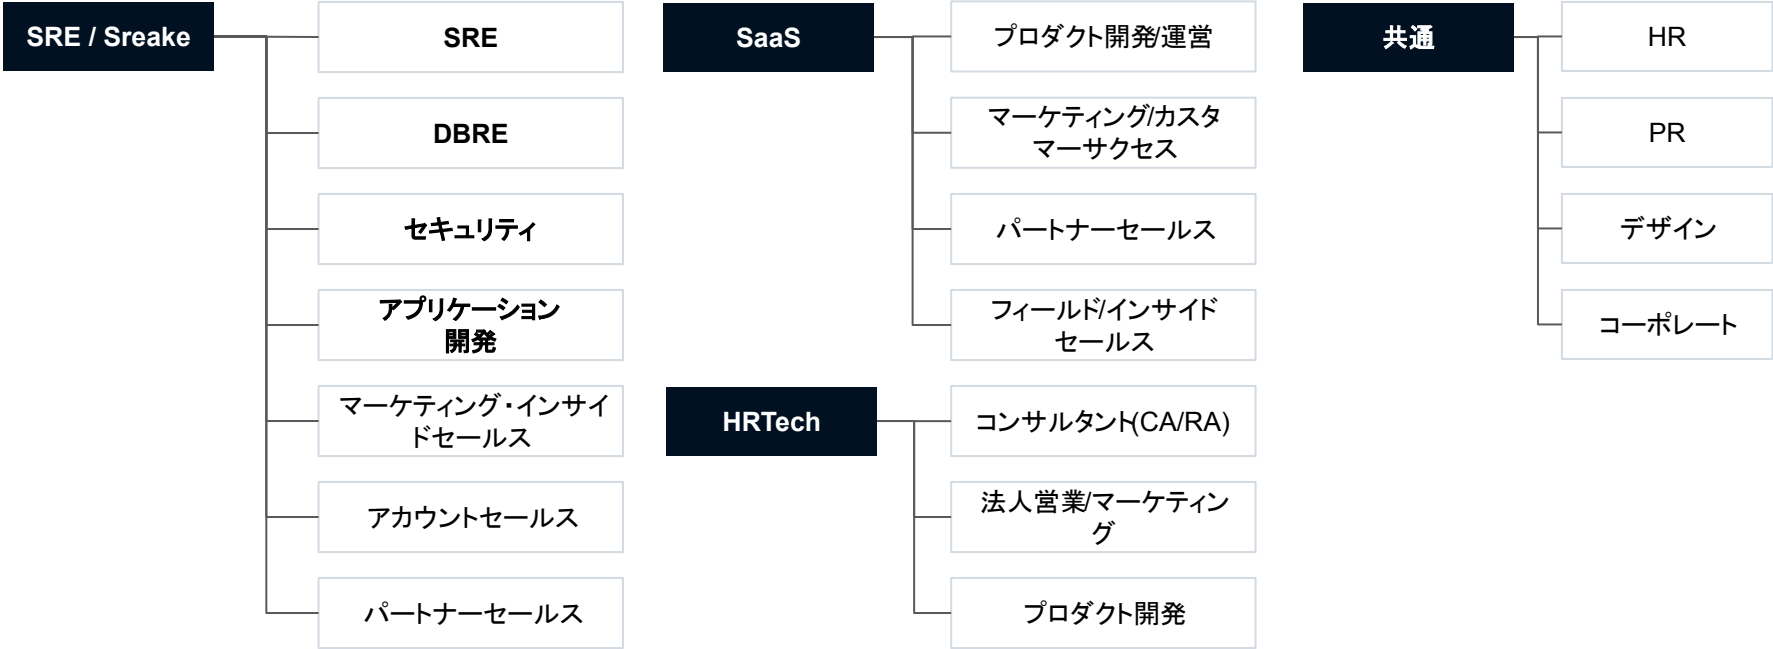 SRE / Sreake
SRE
DBRE
セキュリティ
アプリケーション
開発
マーケティング・インサイ
ドセールス
アカウントセールス
パートナーセールス
SaaS
プロダクト開発/運営
マーケティング/カスタ
マーサクセス
パートナーセールス
フィールド/インサイド
セールス
HRTech
コンサルタント(CA/RA)
法人営業/マーケティン
グ
プロダクト開発
共通
HR
PR
デザイン
コーポレート